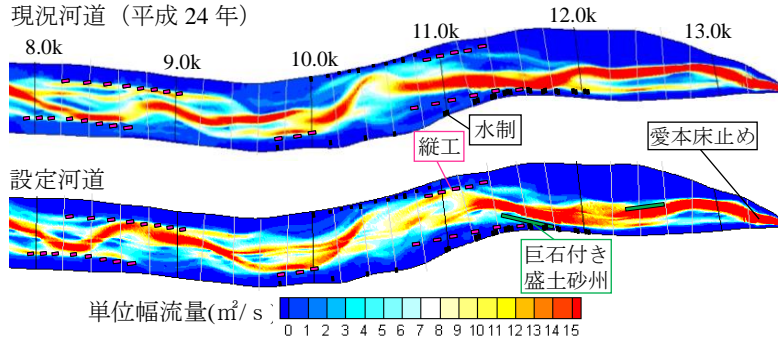 現況河道（平成 24 年）
8.0k
9.0k
10.0k
11.0k
12.0k
13.0k
水制
縦工
愛本床止め
設定河道
巨石付き
盛土砂州
単位幅流量(㎡/ s)
0 1 2 3 4 5 6 7 8 9 10 11 12 13 14 15